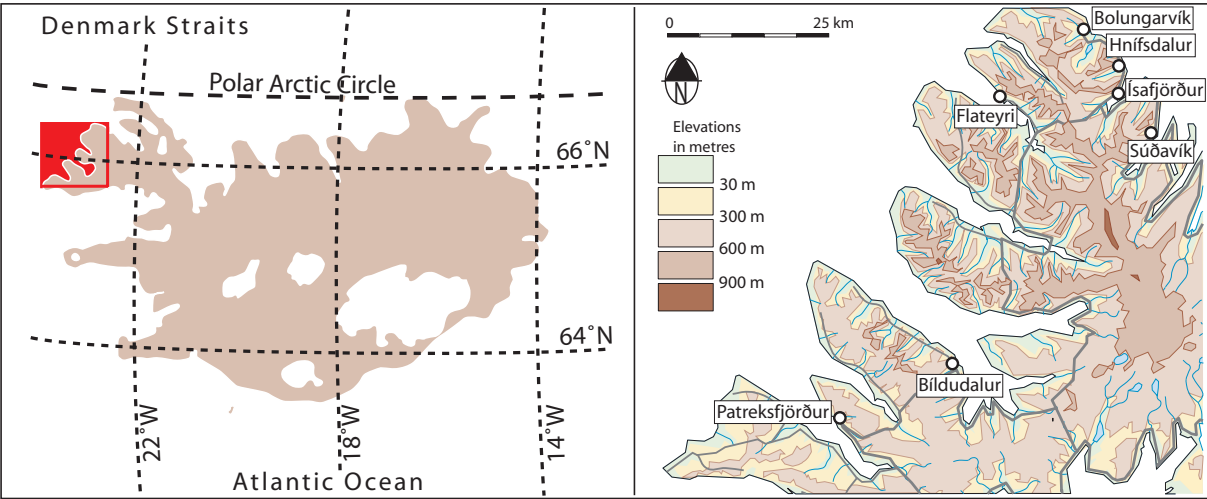 Denmark Straits
Polar Arctic Circle
66˚N
64˚N
22˚W
18˚W
14˚W
Atlantic Ocean
0 25 km
N
Elevations
in metres
30 m
300 m
600 m
900 m
Bolungarvík
Hnífsdalur
Ísafjörður
Flateyri
Súðavík
Bíldudalur
Patreksfjörður